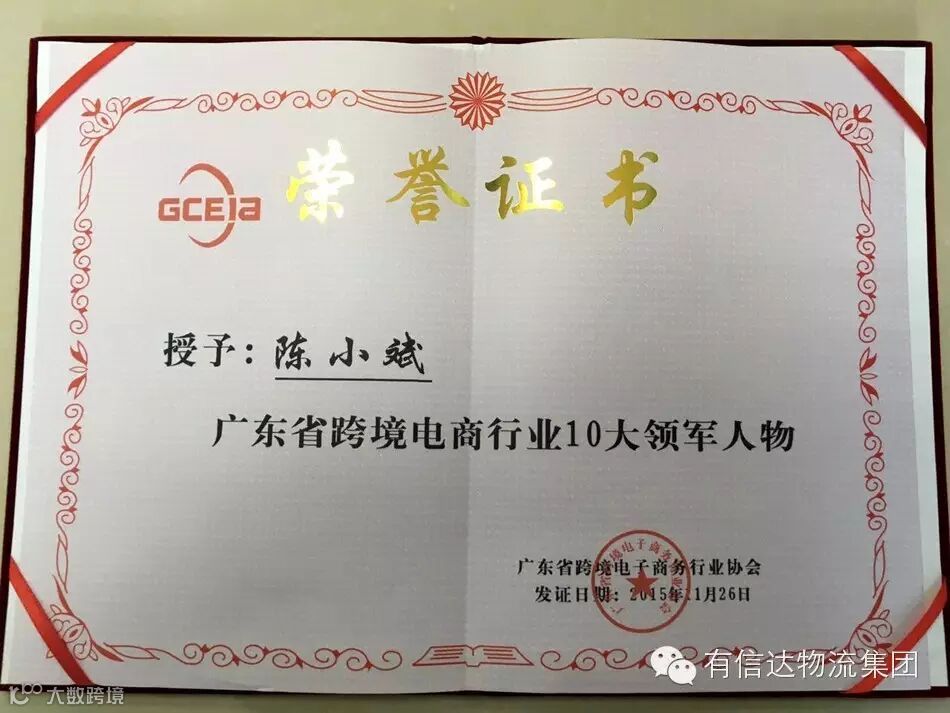 GCEIA
荣誉证书
授予：陈小斌
广东省跨境电商行业10大领军人物
广东省跨境电子商务行业协会
发证日期：2015年11月26日
有信达物流集团
大数跨境